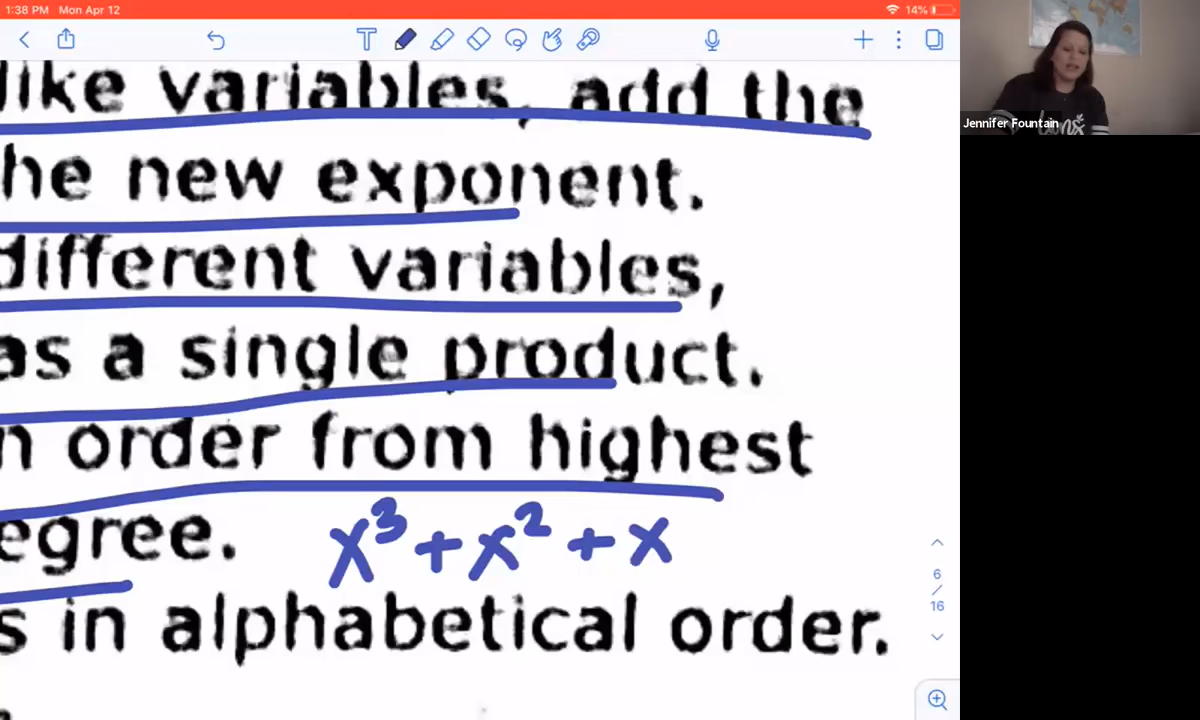 1:38 PM Mon Apr 12
14%
like variables, add the
he new exponent.
different variables,
as a single product.
n order from highest
egree. x³ + x² + x
s in alphabetical order.
6
/
16
Jennifer Fountain